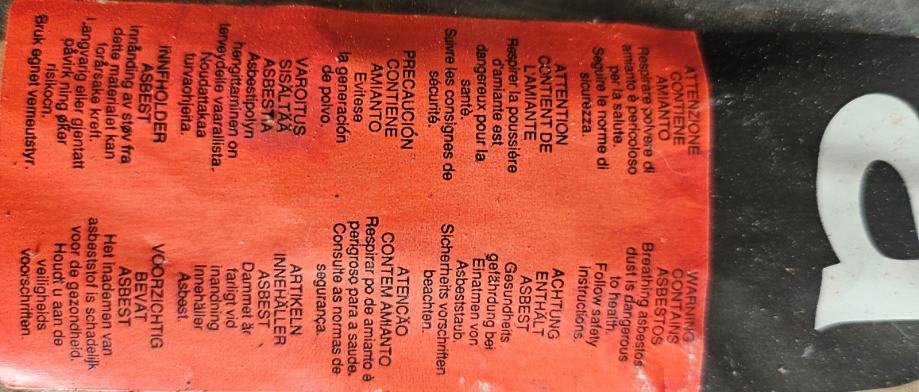 a
ATTENZIONE
CONTIENE
AMIANTO
Respirare polvere di
amianto è pericoloso
per la salute.
Seguire le norme di
sicurezza.
ATTENTION
CONTIENT DE
L'AMIANTE
Respirer la poussière
d'amiante est
dangereux pour la
santé.
Suivre les consignes de
sécurité.
PRECAUCIÓN
CONTIENE
AMIANTO
Evitese
la generación
de polvo.
VAROITUS
SISÄLTÄÄ
ASBESTIA
Asbestipolyn
hengittaminen on
terveydelle vaarallista.
Noudattakaa
turvaohjeita.
INNEHOLDER
ASBEST
Innånding av støv fra
dette materialet kan
forårsake kreft.
Langvarig eller gjentatt
påvirkning øker
risikoen.
Bruk egnet verneutstyr.
WARNING
CONTAINS
ASBESTOS
Breathing asbestos
dust is dangerous
to health.
Follow safety
instructions.
ACHTUNG
ENTHÄLT
ASBEST
Gesundheits
gefährdung bei
Einatmen von
Asbeststaub.
Sicherheits vorschriften
beachten.
ATENCÃO
CONTEM AMIANTO
Respirar po de amianto è
perigroso para a saude.
Consulte as normas de
segurança.
ARTIKELN
INNEHÅLLER
ASBEST
Dammet är
farligt vid
inandning
Innehåller
Asbest.
VOORZICHTIG
BEVAT
ASBEST
Het inademen van
asbeststof is schadelijk
voor de gezondheid.
Houdt u aan de
veiligheids
voorschriften.